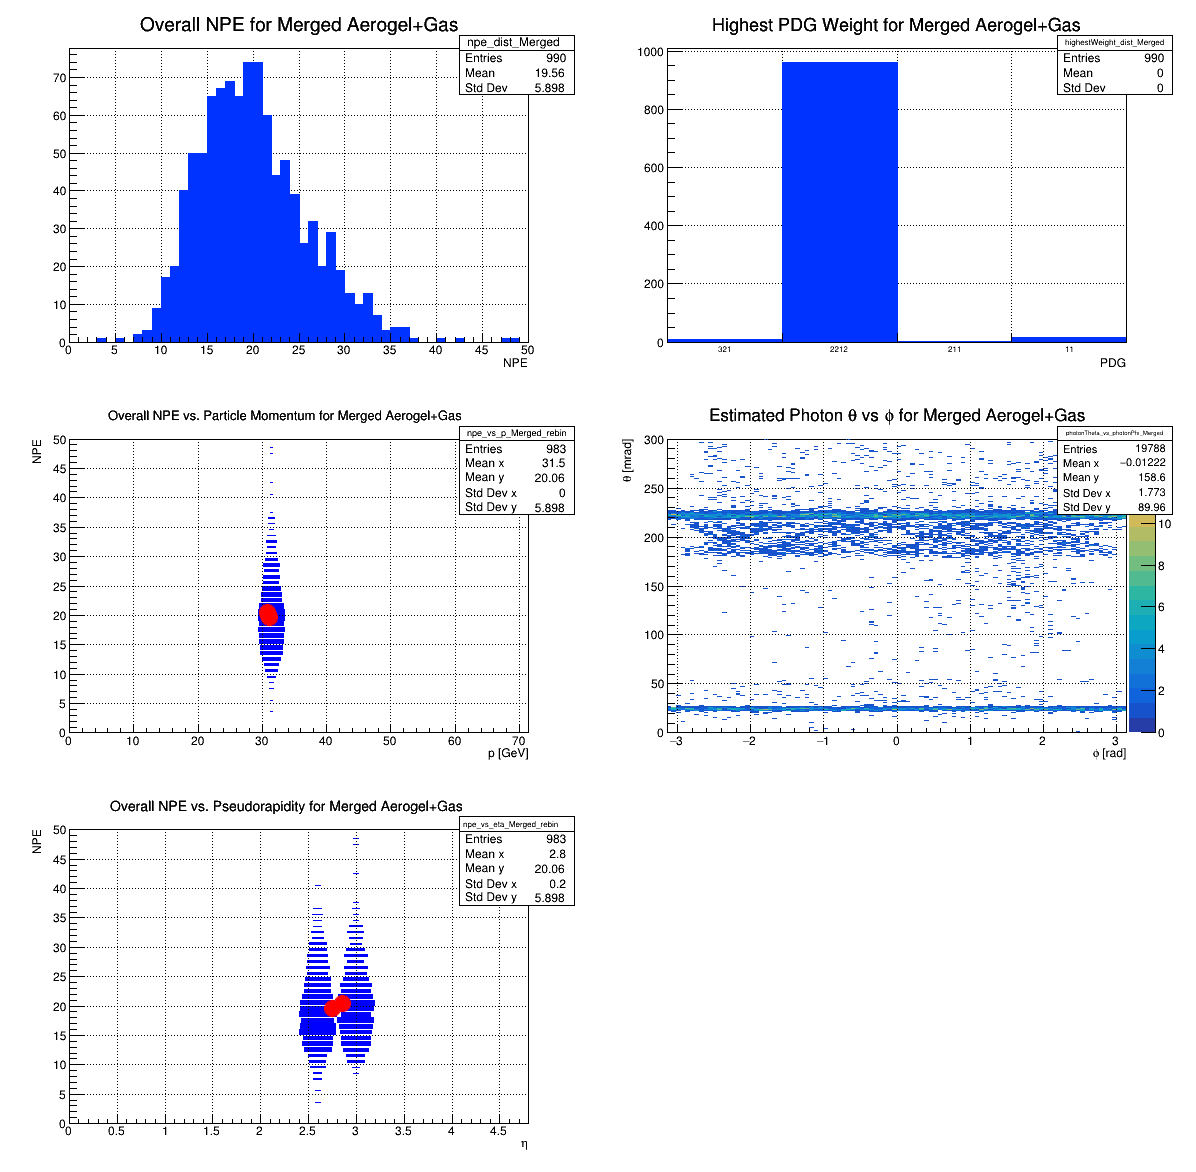 Overall NPE for Merged Aerogel+Gas
npe_dist_Merged
Entries 990
Mean 19.56
Std Dev 5.898
70
60
50
40
30
20
10
0
0 5 10 15 20 25 30 35 40 45 50
NPE
Highest PDG Weight for Merged Aerogel+Gas
highestWeight_dist_Merged
Entries 990
Mean 0
Std Dev 0
1000
800
600
400
200
0
321 2212 211 11
PDG
Overall NPE vs. Particle Momentum for Merged Aerogel+Gas
npe_vs_p_Merged_rebin
Entries 983
Mean x 31.5
Mean y 20.06
Std Dev x 0
Std Dev y 5.898
NPE
50
45
40
35
30
25
20
15
10
5
0
0 10 20 30 40 50 60 70
p [GeV]
Estimated Photon θ vs ϕ for Merged Aerogel+Gas
photonTheta_vs_photonPhi_Merged
Entries 19788
Mean x −0.01222
Mean y 158.6
Std Dev x 1.773
Std Dev y 89.96
θ [mrad]
300
250
200
150
100
50
0
−3 −2 −1 0 1 2 3
ϕ [rad]
10
8
6
4
2
0
Overall NPE vs. Pseudorapidity for Merged Aerogel+Gas
npe_vs_eta_Merged_rebin
Entries 983
Mean x 2.8
Mean y 20.06
Std Dev x 0.2
Std Dev y 5.898
NPE
50
45
40
35
30
25
20
15
10
5
0
0 0.5 1 1.5 2 2.5 3 3.5 4 4.5
η